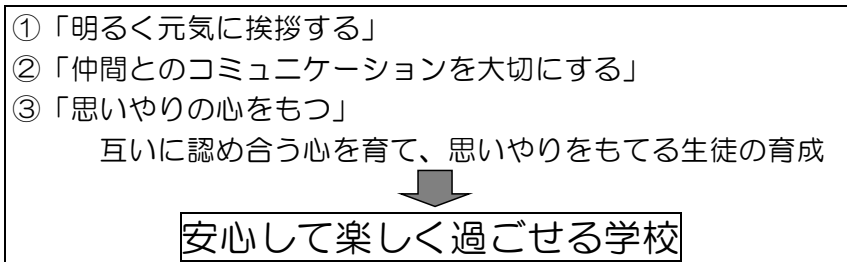 ①「明るく元気に挨拶する」
②「仲間とのコミュニケーションを大切にする」
③「思いやりの心をもつ」
互いに認め合う心を育て、思いやりをもてる生徒の育成
安心して楽しく過ごせる学校